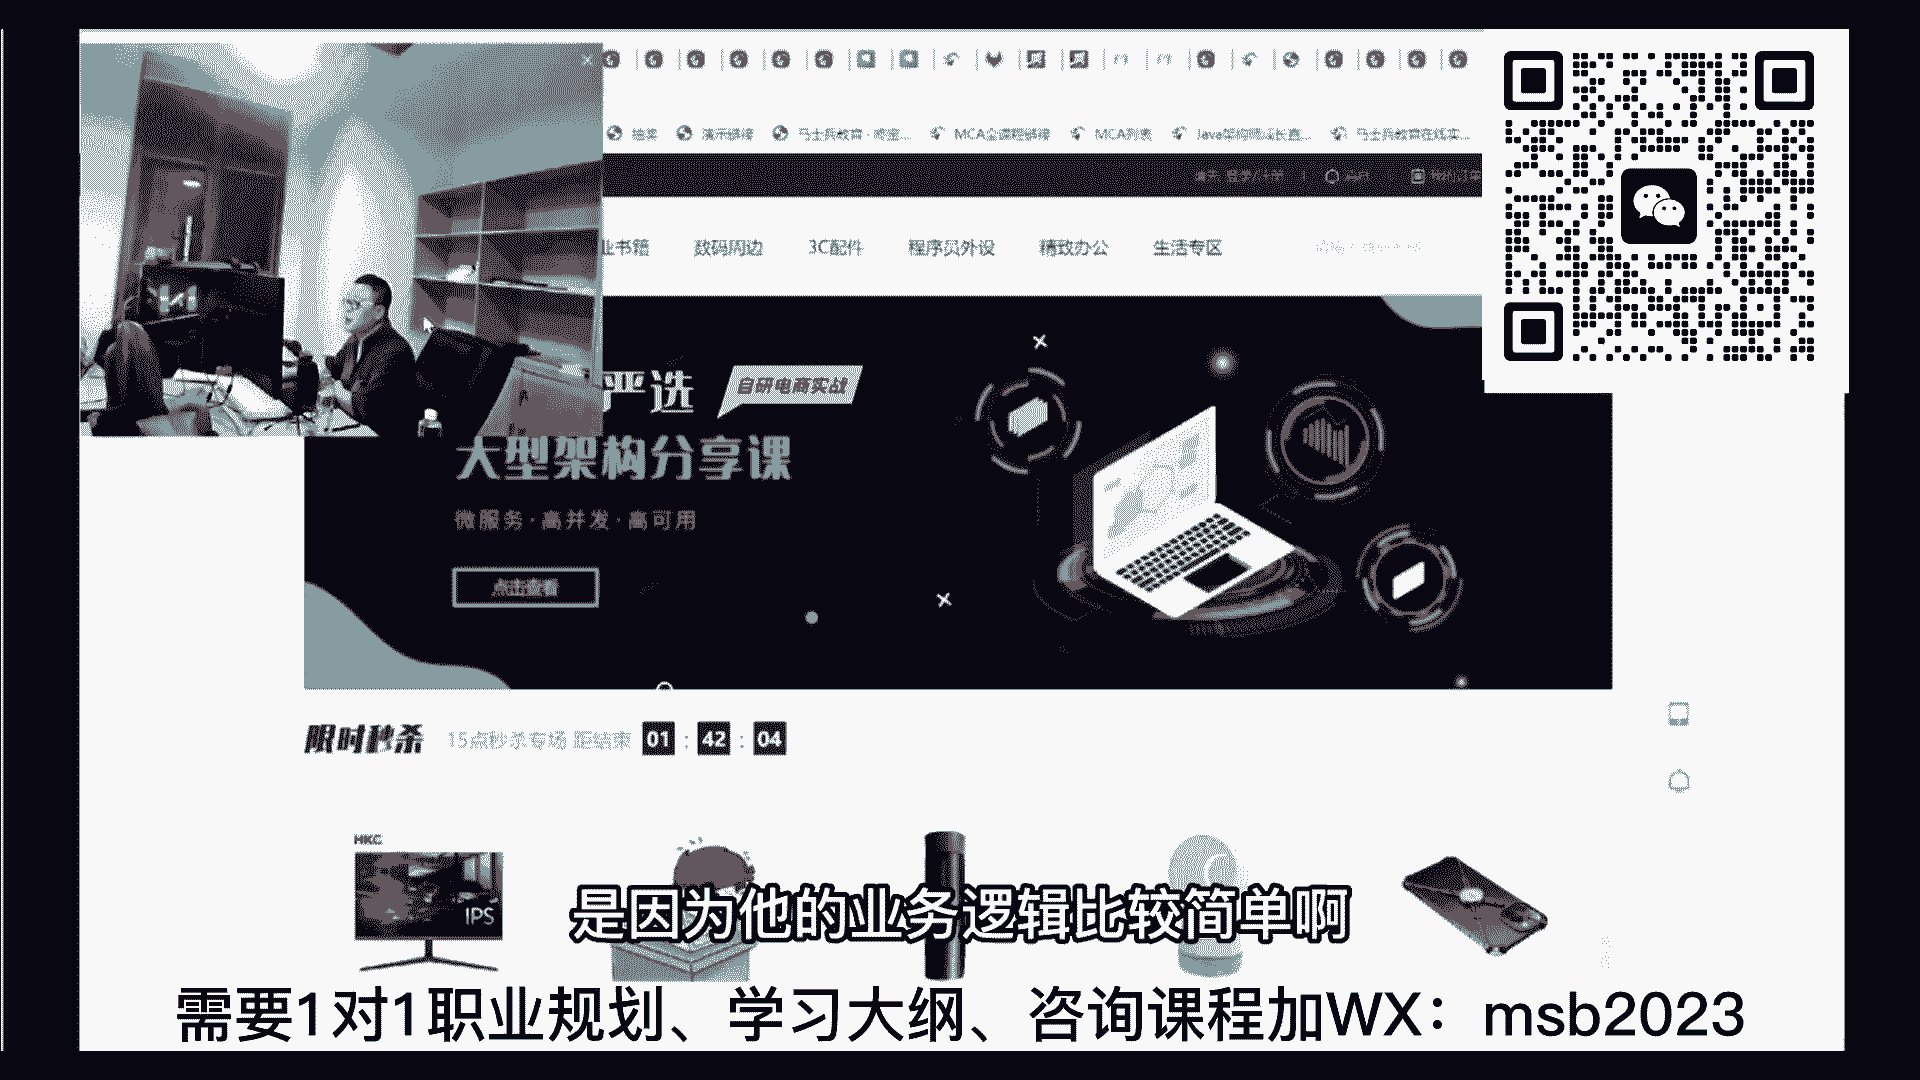 抽奖 演示链接 马士兵教育 · 哗宝... MCA全课程链接 MCA列表 Java架构师成长直... 马士兵教育在线实...
业书籍 数码周边 3C配件 程序员外设 精致办公 生活专区
严选 自研电商实战
大型架构分享课
微服务·高并发·高可用
点击查看
限时秒杀 15点秒杀专场 距结束 01 : 42 : 04
HKC
IPS
是因为他的业务逻辑比较简单啊
需要1对1职业规划、学习大纲、咨询课程加WX：msb2023